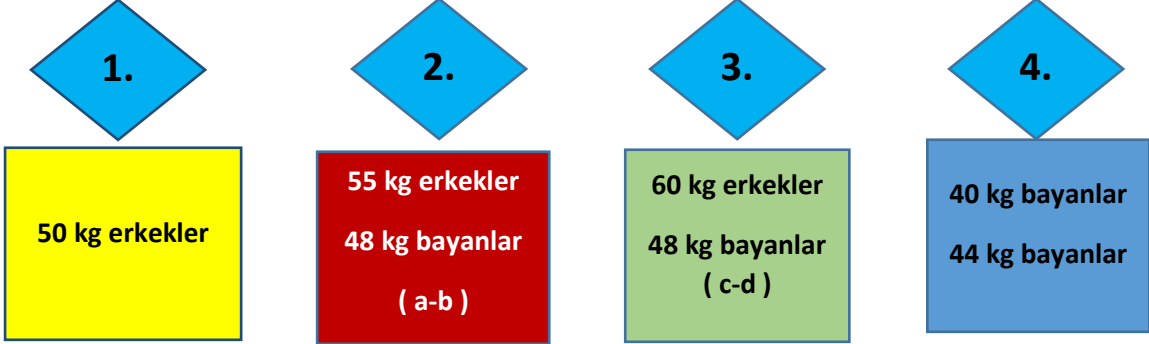 1.
50 kg erkekler
2.
55 kg erkekler
48 kg bayanlar
( a-b )
3.
60 kg erkekler
48 kg bayanlar
( c-d )
4.
40 kg bayanlar
44 kg bayanlar